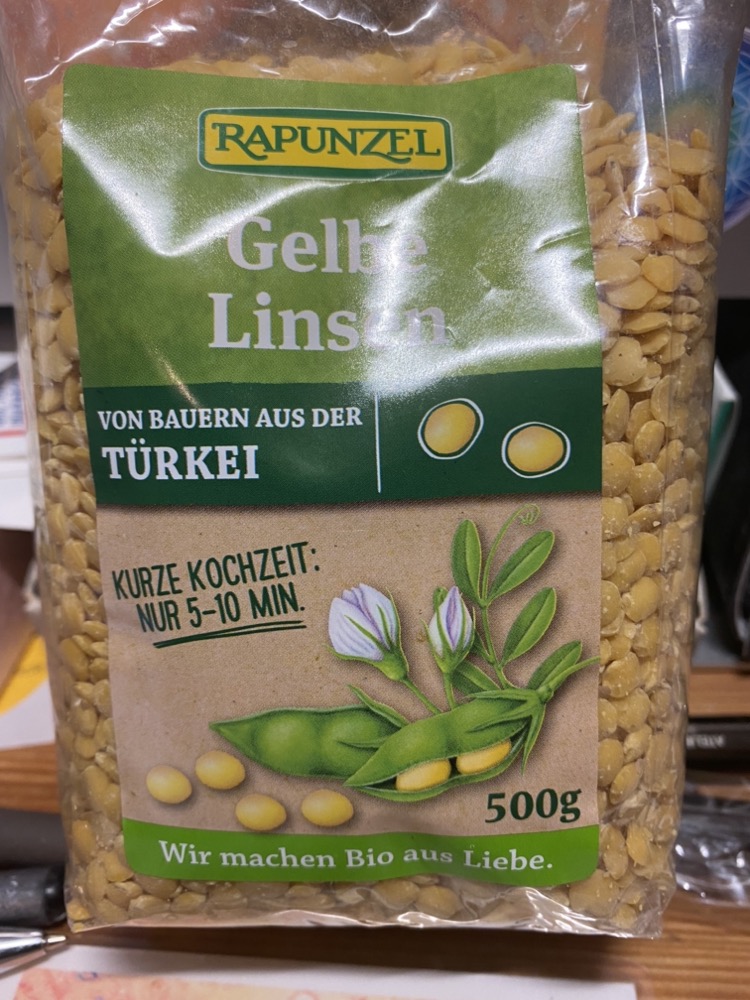 RAPUNZEL
Gelbe
Linsen
VON BAUERN AUS DER
TÜRKEI
KURZE KOCHZEIT:
NUR 5-10 MIN.
500g
Wir machen Bio aus Liebe.